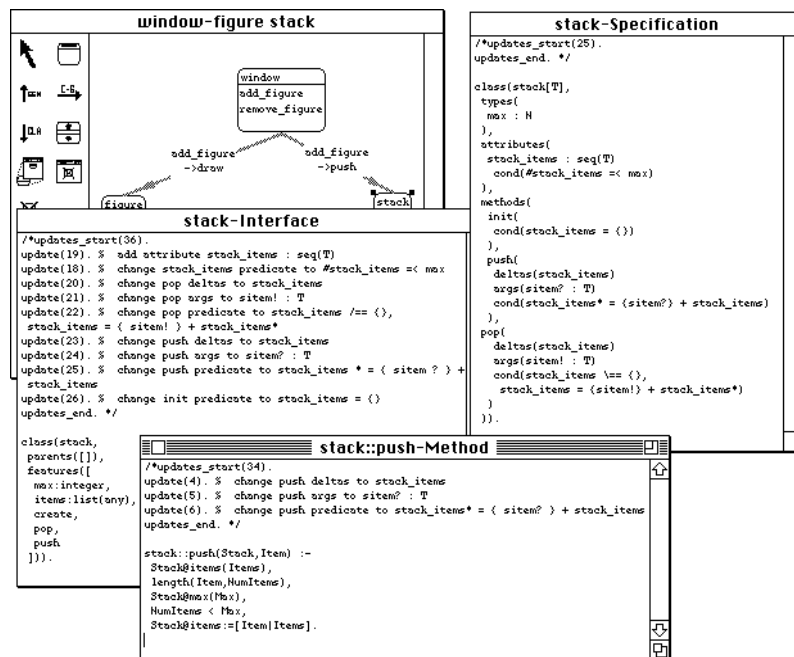 window-figure stack
window
add_figure
remove_figure
add_figure
->draw
add_figure
->push
figure
stack
GEN
C-S
CLA
stack-Specification
/*updates_start(25).
updates_end. */
class(stack[T],
types(
max : N
),
attributes(
stack_items : seq(T)
cond(#stack_items =< max)
),
methods(
init(
cond(stack_items = {})
),
push(
deltas(stack_items)
args(sitem? : T)
cond(stack_items* = {sitem?} + stack_items)
),
pop(
deltas(stack_items)
args(sitem! : T)
cond(stack_items \== {},
stack_items = {sitem!} + stack_items*)
)
)).
stack-Interface
/*updates_start(36).
update(19). % add attribute stack_items : seq(T)
update(18). % change stack_items predicate to #stack_items =< max
update(20). % change pop deltas to stack_items
update(21). % change pop args to sitem! : T
update(22). % change pop predicate to stack_items /== {},
stack_items = { sitem! } + stack_items*
update(23). % change push deltas to stack_items
update(24). % change push args to sitem? : T
update(25). % change push predicate to stack_items * = { sitem ? } +
stack_items
update(26). % change init predicate to stack_items = {}
updates_end. */
class(stack,
parents([]),
features([
max:integer,
items:list(any),
create,
pop,
push
])).
stack::push-Method
/*updates_start(34).
update(4). % change push deltas to stack_items
update(5). % change push args to sitem? : T
update(6). % change push predicate to stack_items* = { sitem? } + stack_items
updates_end. */
stack::push(Stack,Item) :-
Stack@items(Items),
length(Item,NumItems),
Stack@max(Max),
NumItems < Max,
Stack@items:=[Item|Items].